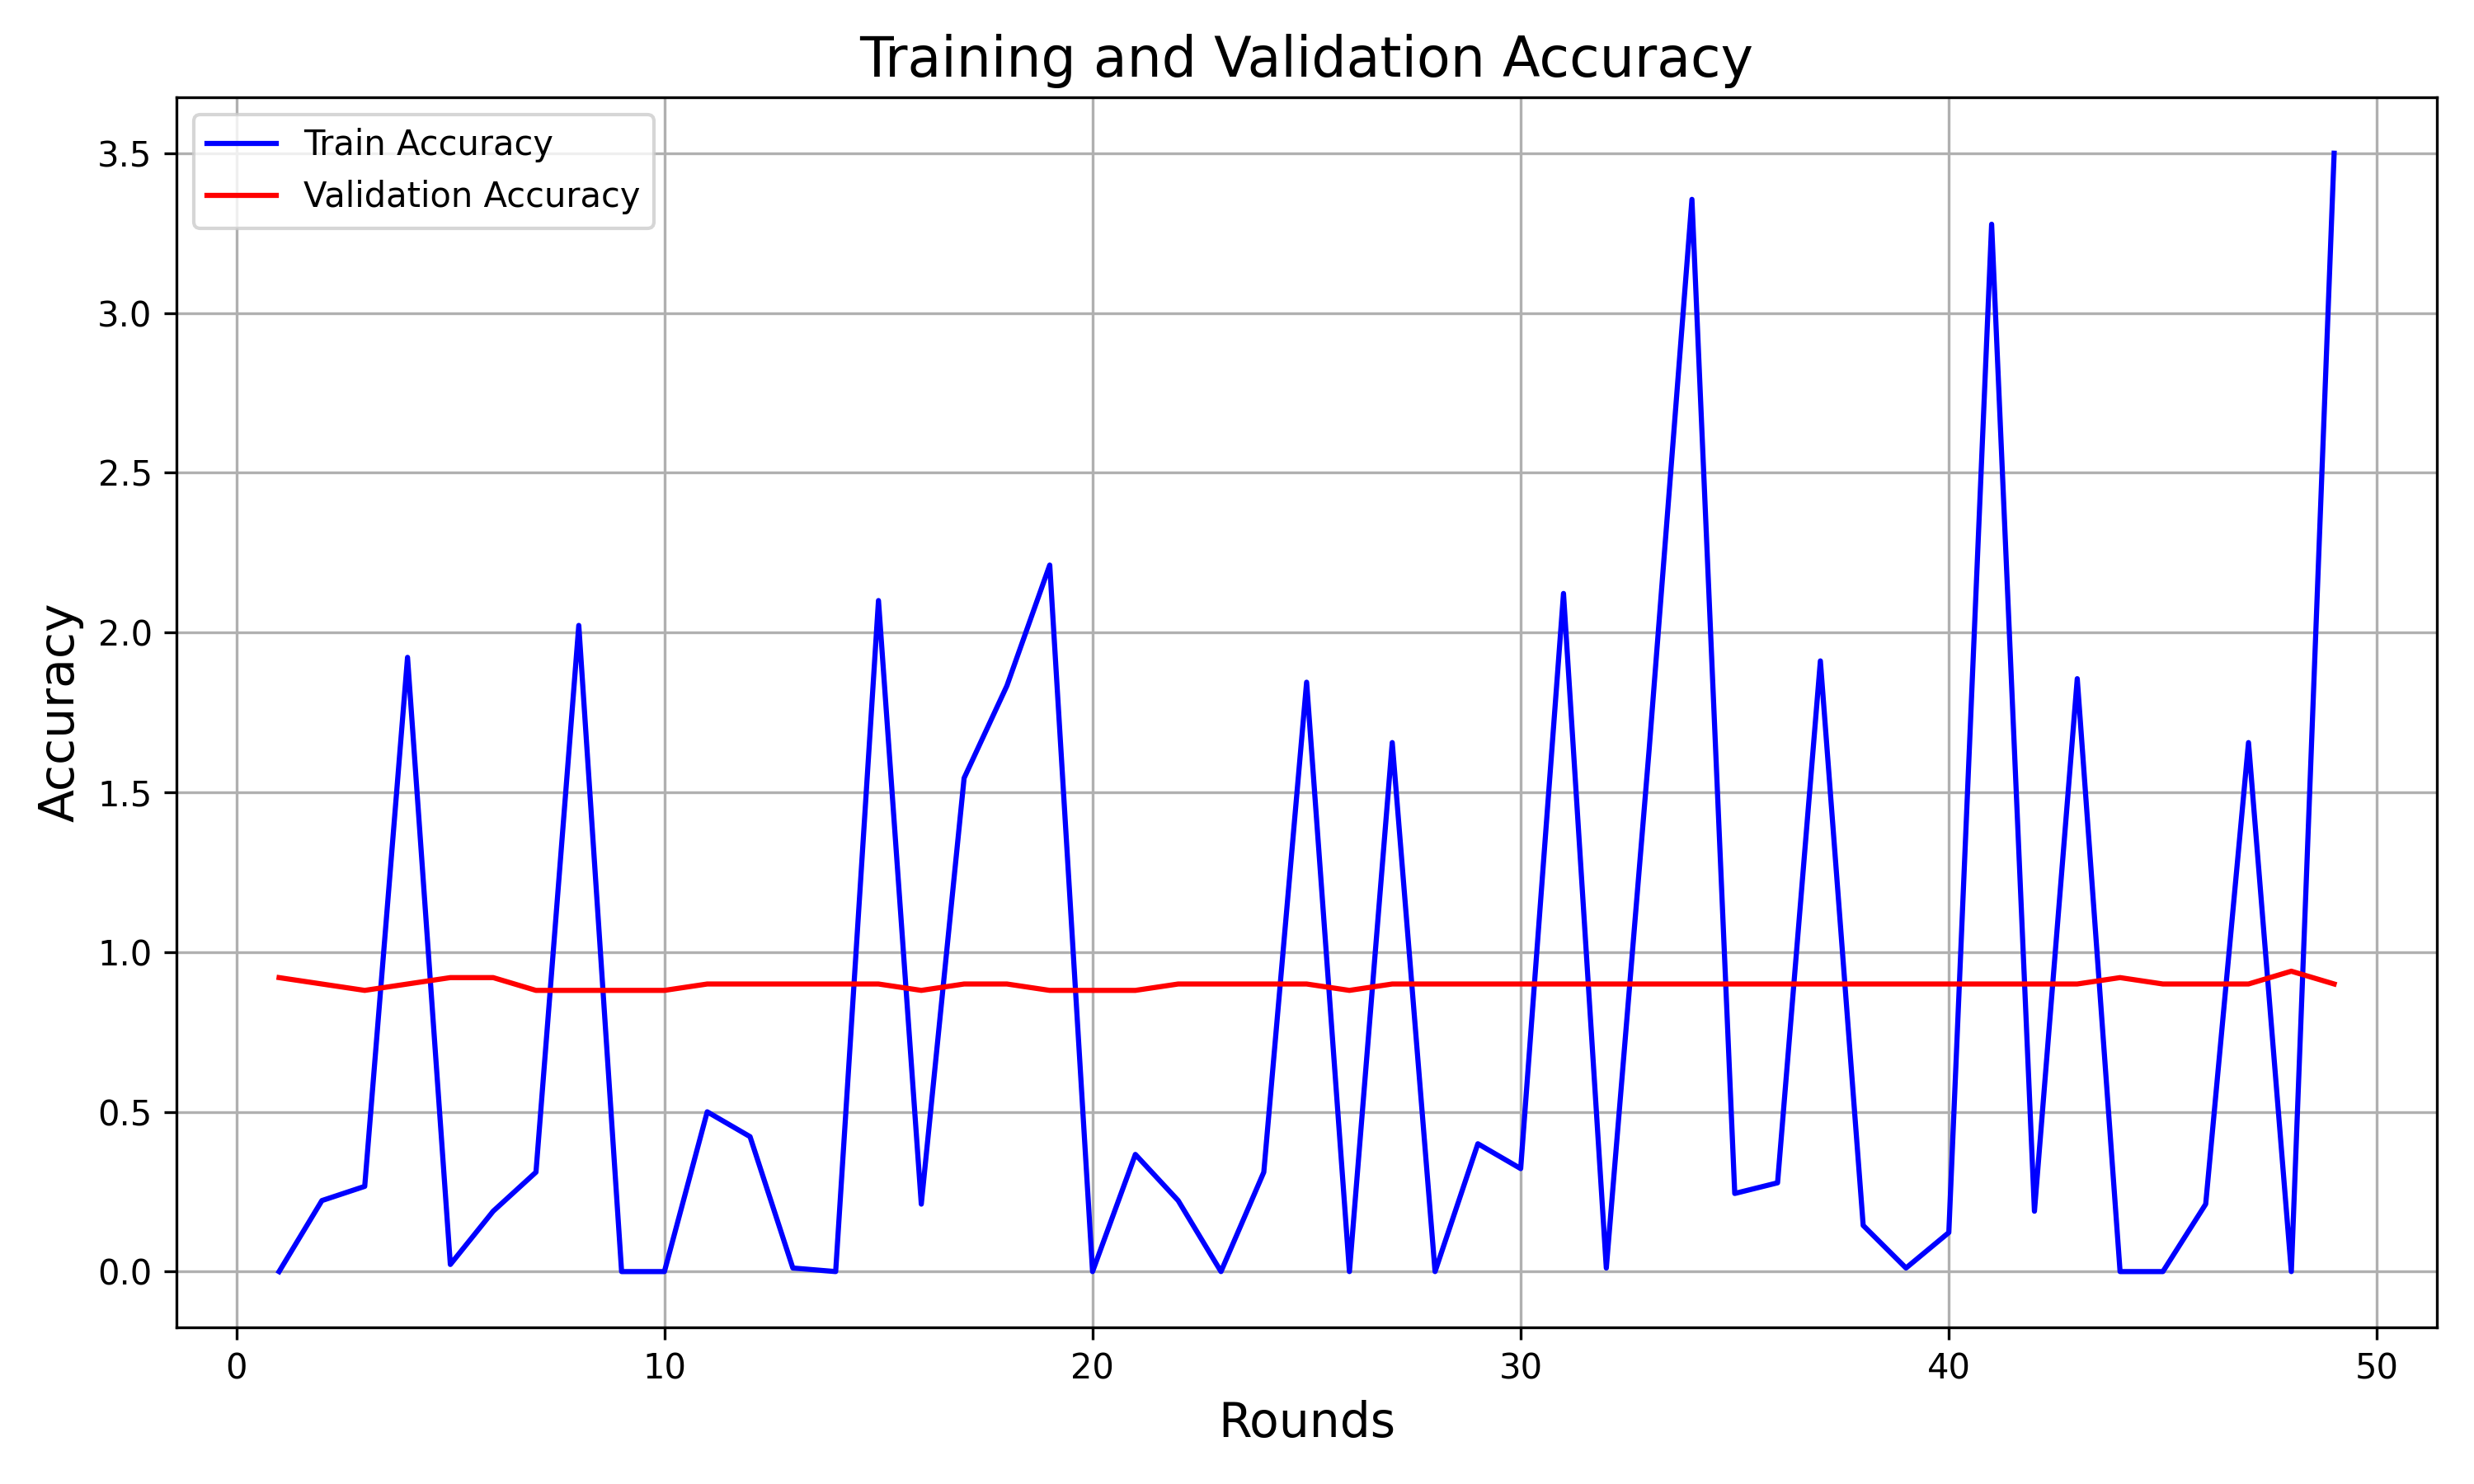 Training and Validation Accuracy
Train Accuracy
Validation Accuracy
Accuracy
3.5
3.0
2.5
2.0
1.5
1.0
0.5
0.0
0 10 20 30 40 50
Rounds